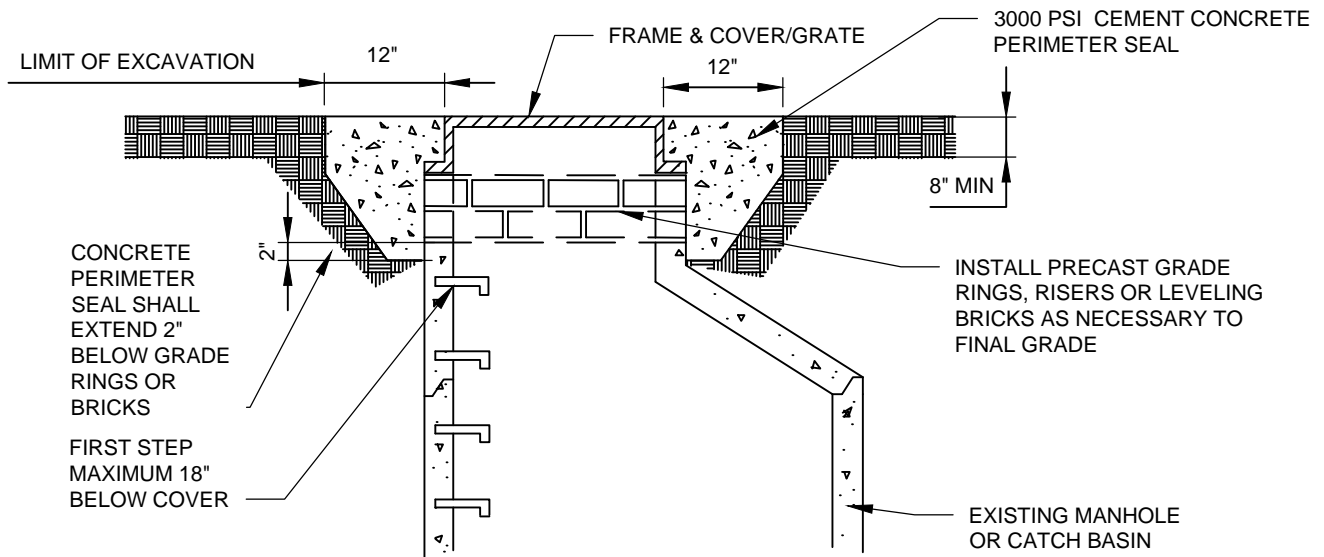 3000 PSI  CEMENT CONCRETE
PERIMETER SEAL
FRAME & COVER/GRATE
LIMIT OF EXCAVATION
12"
12"
8" MIN
2"
CONCRETE
PERIMETER
SEAL SHALL
EXTEND 2"
BELOW GRADE
RINGS OR
BRICKS
INSTALL PRECAST GRADE
RINGS, RISERS OR LEVELING
BRICKS AS NECESSARY TO
FINAL GRADE
FIRST STEP
MAXIMUM 18"
BELOW COVER
EXISTING MANHOLE
OR CATCH BASIN